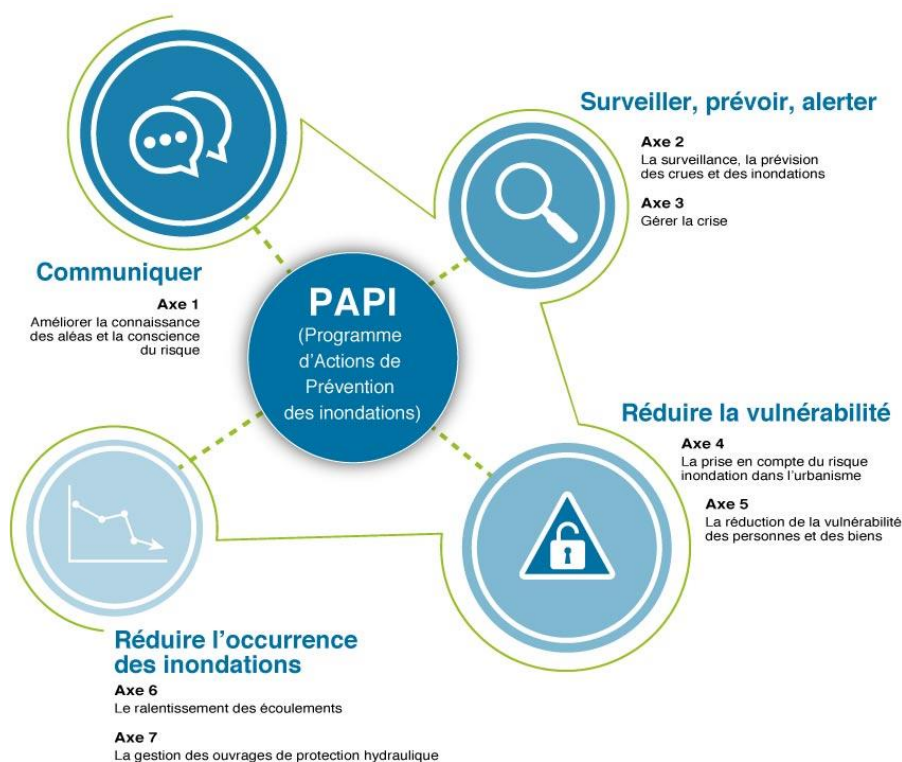 PAPI
(Programme
d'Actions de
Prévention
des inondations)
Communiquer
Axe 1
Améliorer la connaissance
des aléas et la conscience
du risque
Surveiller, prévoir, alerter
Axe 2
La surveillance, la prévision
des crues et des inondations
Axe 3
Gérer la crise
Réduire la vulnérabilité
Axe 4
La prise en compte du risque
inondation dans l'urbanisme
Axe 5
La réduction de la vulnérabilité
des personnes et des biens
Réduire l'occurrence
des inondations
Axe 6
Le ralentissement des écoulements
Axe 7
La gestion des ouvrages de protection hydraulique